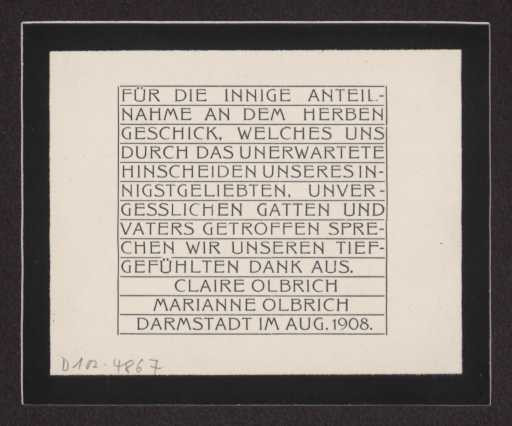 FÜR DIE INNIGE ANTEIL-
NAHME AN DEM HERBEN
GESCHICK, WELCHES UNS
DURCH DAS UNERWARTETE
HINSCHEIDEN UNSERES IN-
NIGSTGELIEBTEN, UNVER-
GESSLICHEN GATTEN UND
VATERS GETROFFEN SPRE-
CHEN WIR UNSEREN TIEF-
GEFÜHLTEN DANK AUS.
CLAIRE OLBRICH
MARIANNE OLBRICH
DARMSTADT IM AUG. 1908.
D102-4867